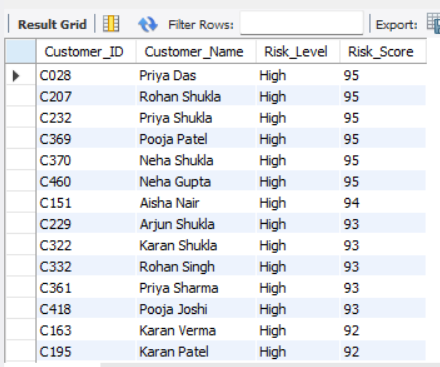 Result Grid Filter Rows: Export:
Customer_ID Customer_Name Risk_Level Risk_Score
C028 Priya Das High 95
C207 Rohan Shukla High 95
C232 Priya Shukla High 95
C369 Pooja Patel High 95
C370 Neha Shukla High 95
C460 Neha Gupta High 95
C151 Aisha Nair High 94
C229 Arjun Shukla High 93
C322 Karan Shukla High 93
C332 Rohan Singh High 93
C361 Priya Sharma High 93
C418 Pooja Joshi High 93
C163 Karan Verma High 92
C195 Karan Patel High 92